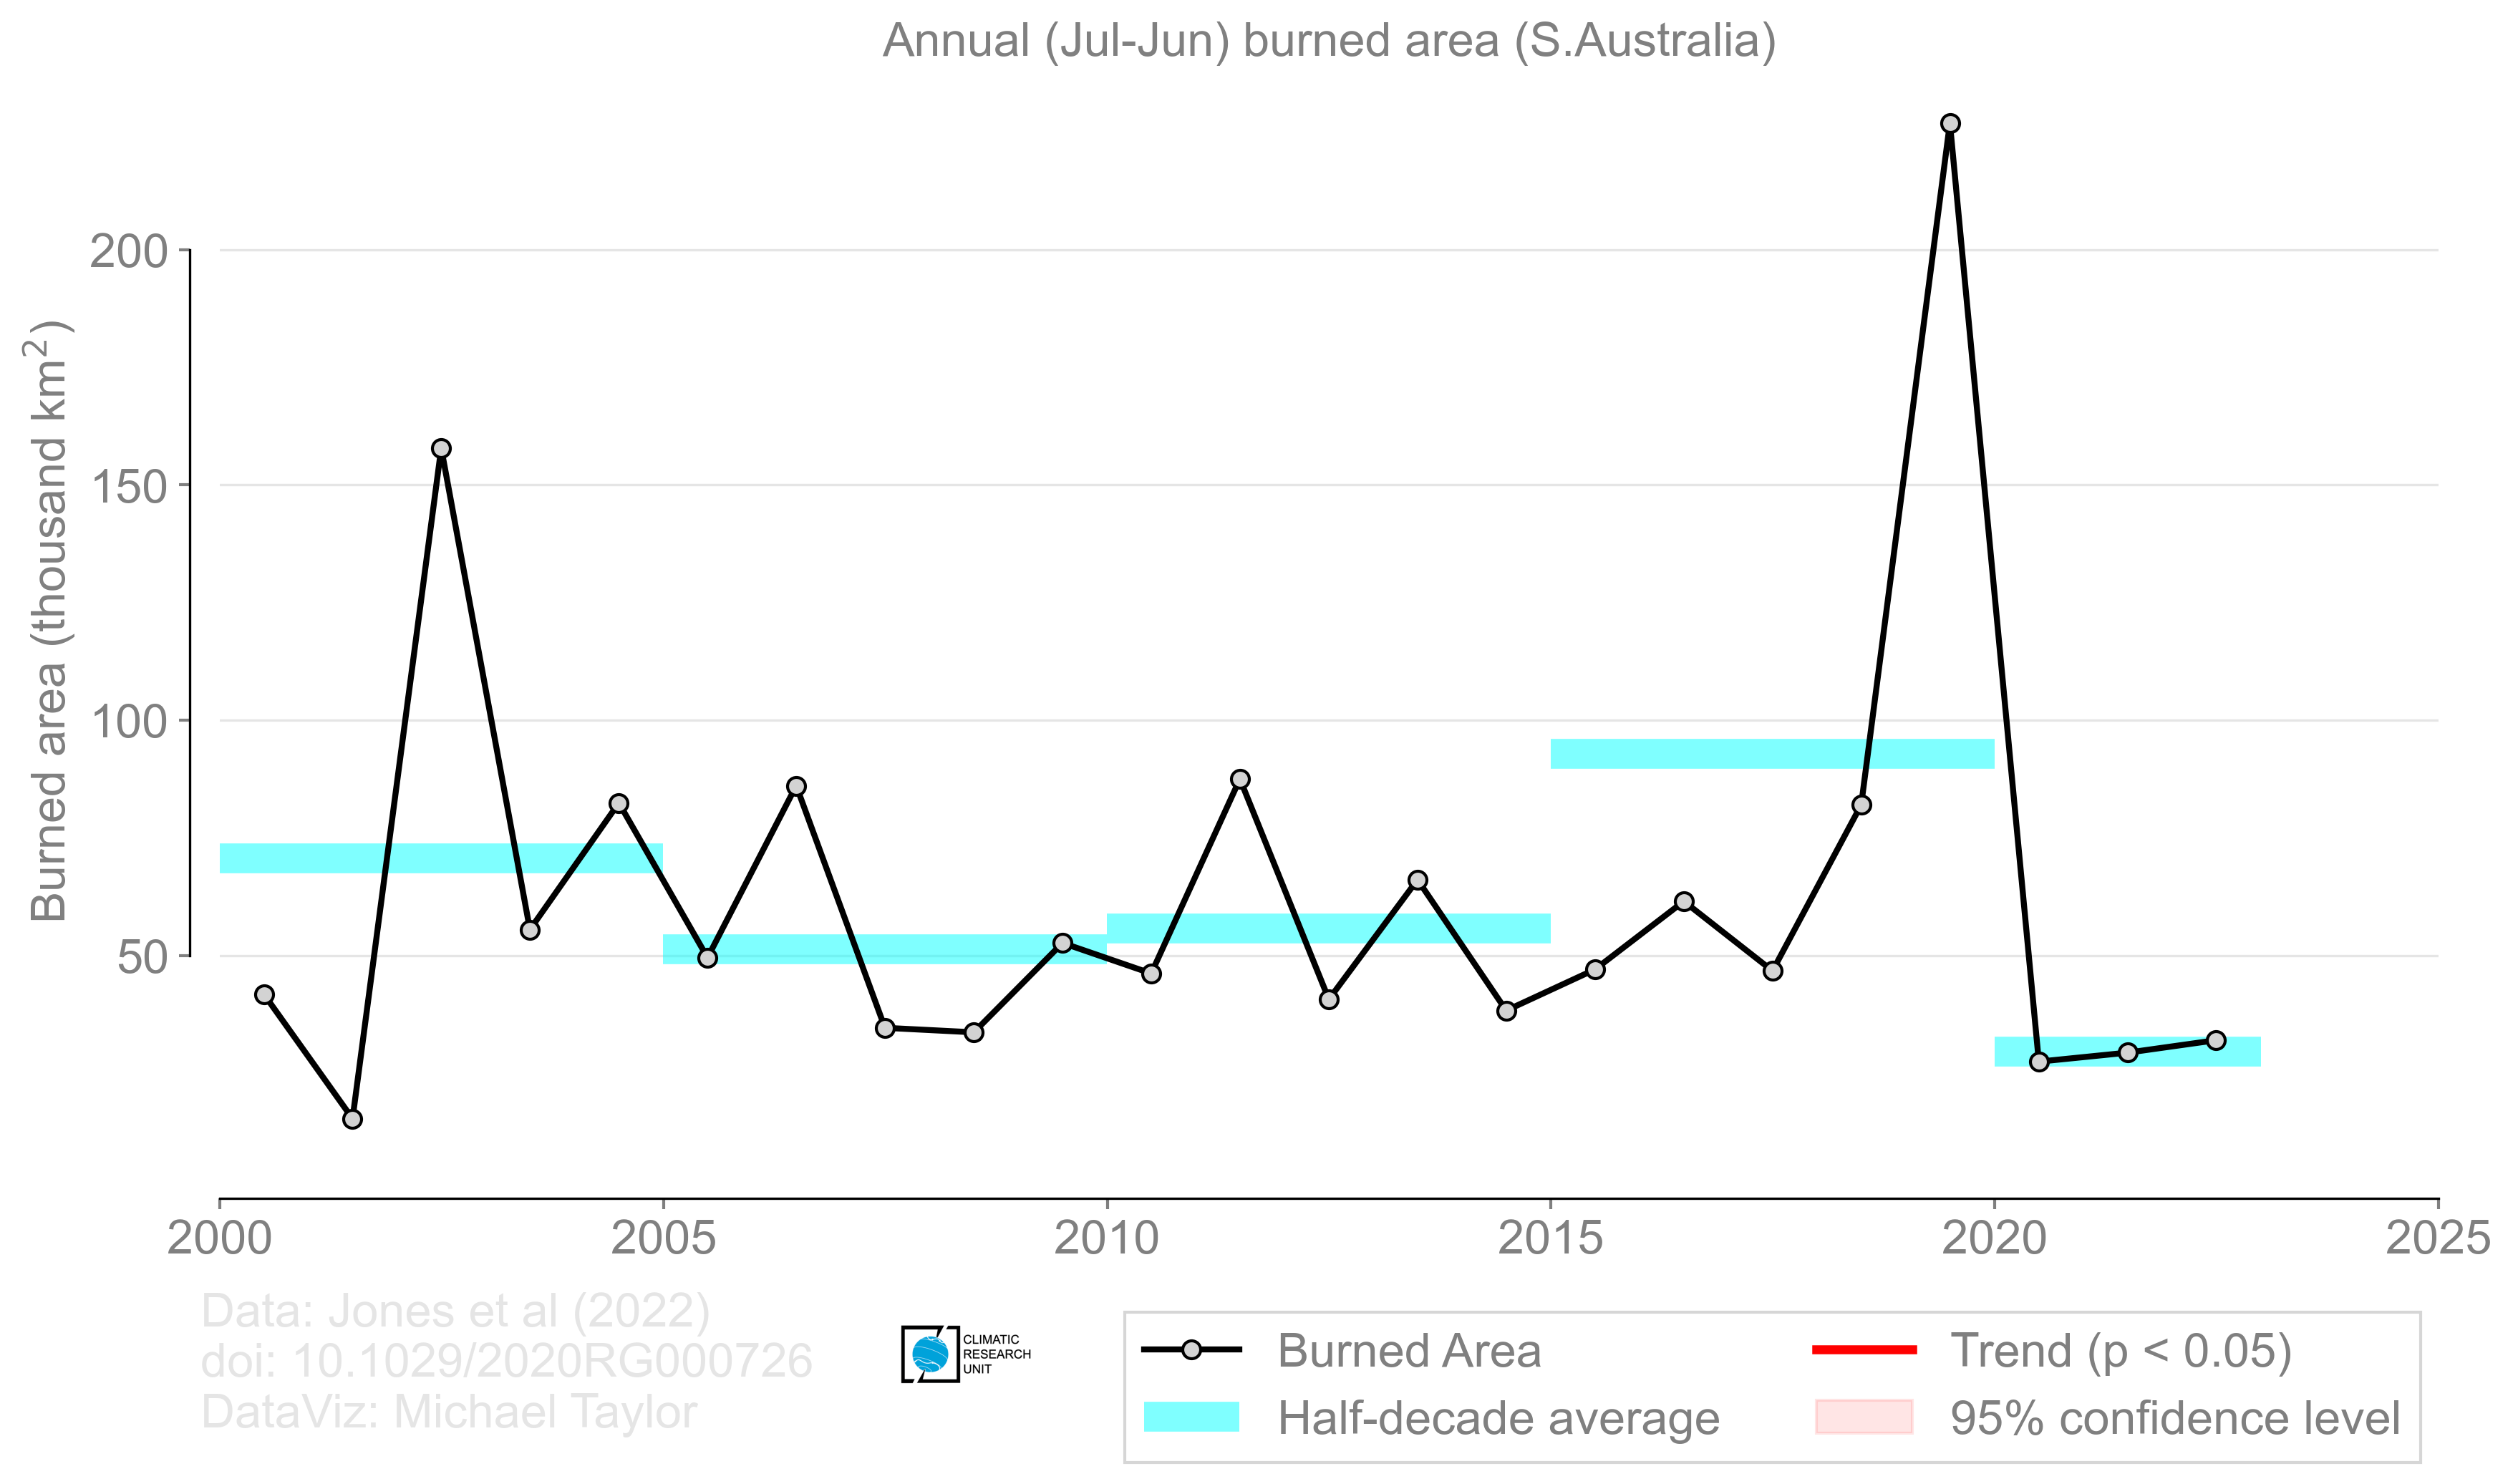 Annual (Jul-Jun) burned area (S.Australia)
Burned area (thousand km²)
200
150
100
50
2000
2005
2010
2015
2020
2025
Data: Jones et al (2022)
doi: 10.1029/2020RG000726
DataViz: Michael Taylor
CLIMATIC
RESEARCH
UNIT
Burned Area
Half-decade average
Trend (p < 0.05)
95% confidence level